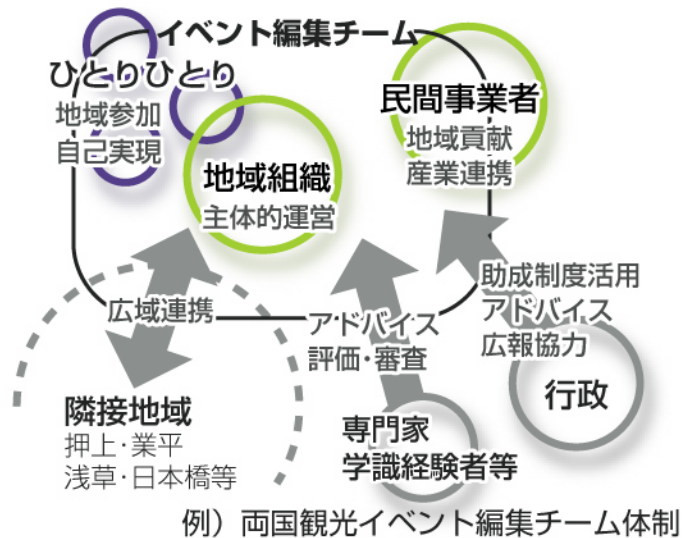 イベント編集チーム
ひとりひとり
地域参加
自己実現
民間事業者
地域貢献
産業連携
地域組織
主体的運営
広域連携
アドバイス
評価・審査
助成制度活用
アドバイス
広報協力
行政
隣接地域
押上・業平
浅草・日本橋等
専門家
学識経験者等
例）両国観光イベント編集チーム体制